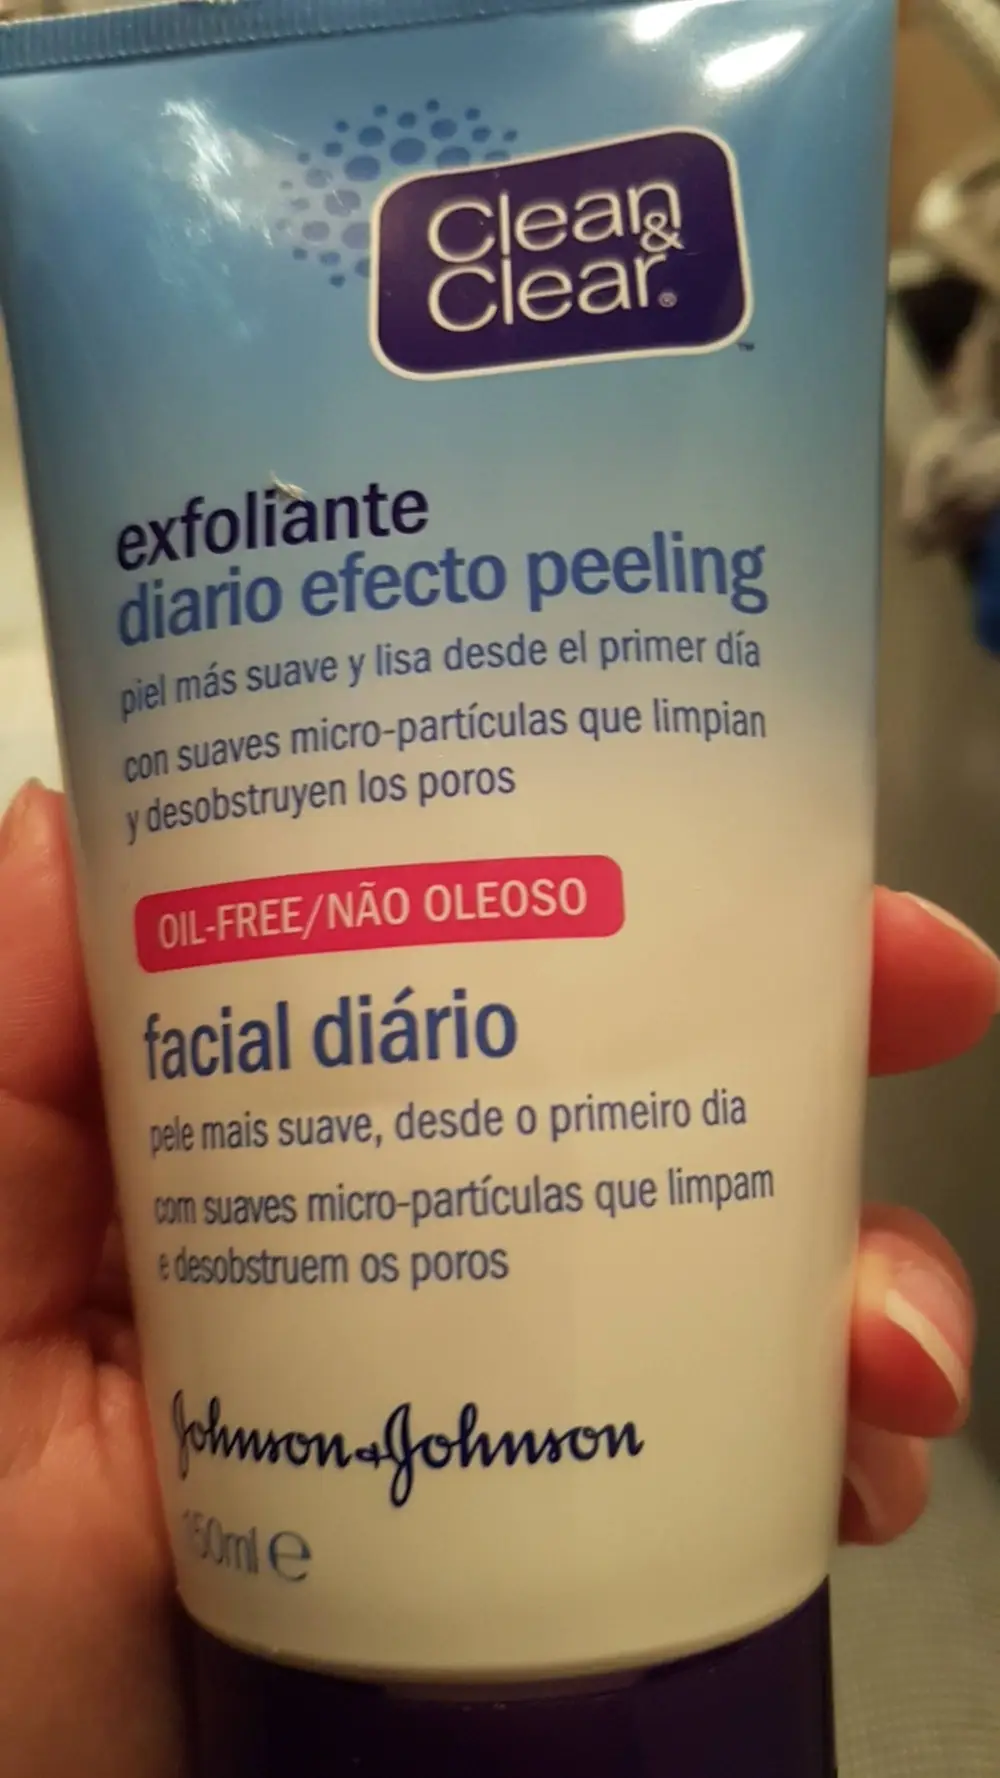 Clean &
Clear®
™
exfoliante
diario efecto peeling
piel más suave y lisa desde el primer día
con suaves micro-partículas que limpian
y desobstruyen los poros
OIL-FREE/NÃO OLEOSO
facial diário
pele mais suave, desde o primeiro dia
com suaves micro-partículas que limpam
e desobstruem os poros
Johnson & Johnson
150ml e